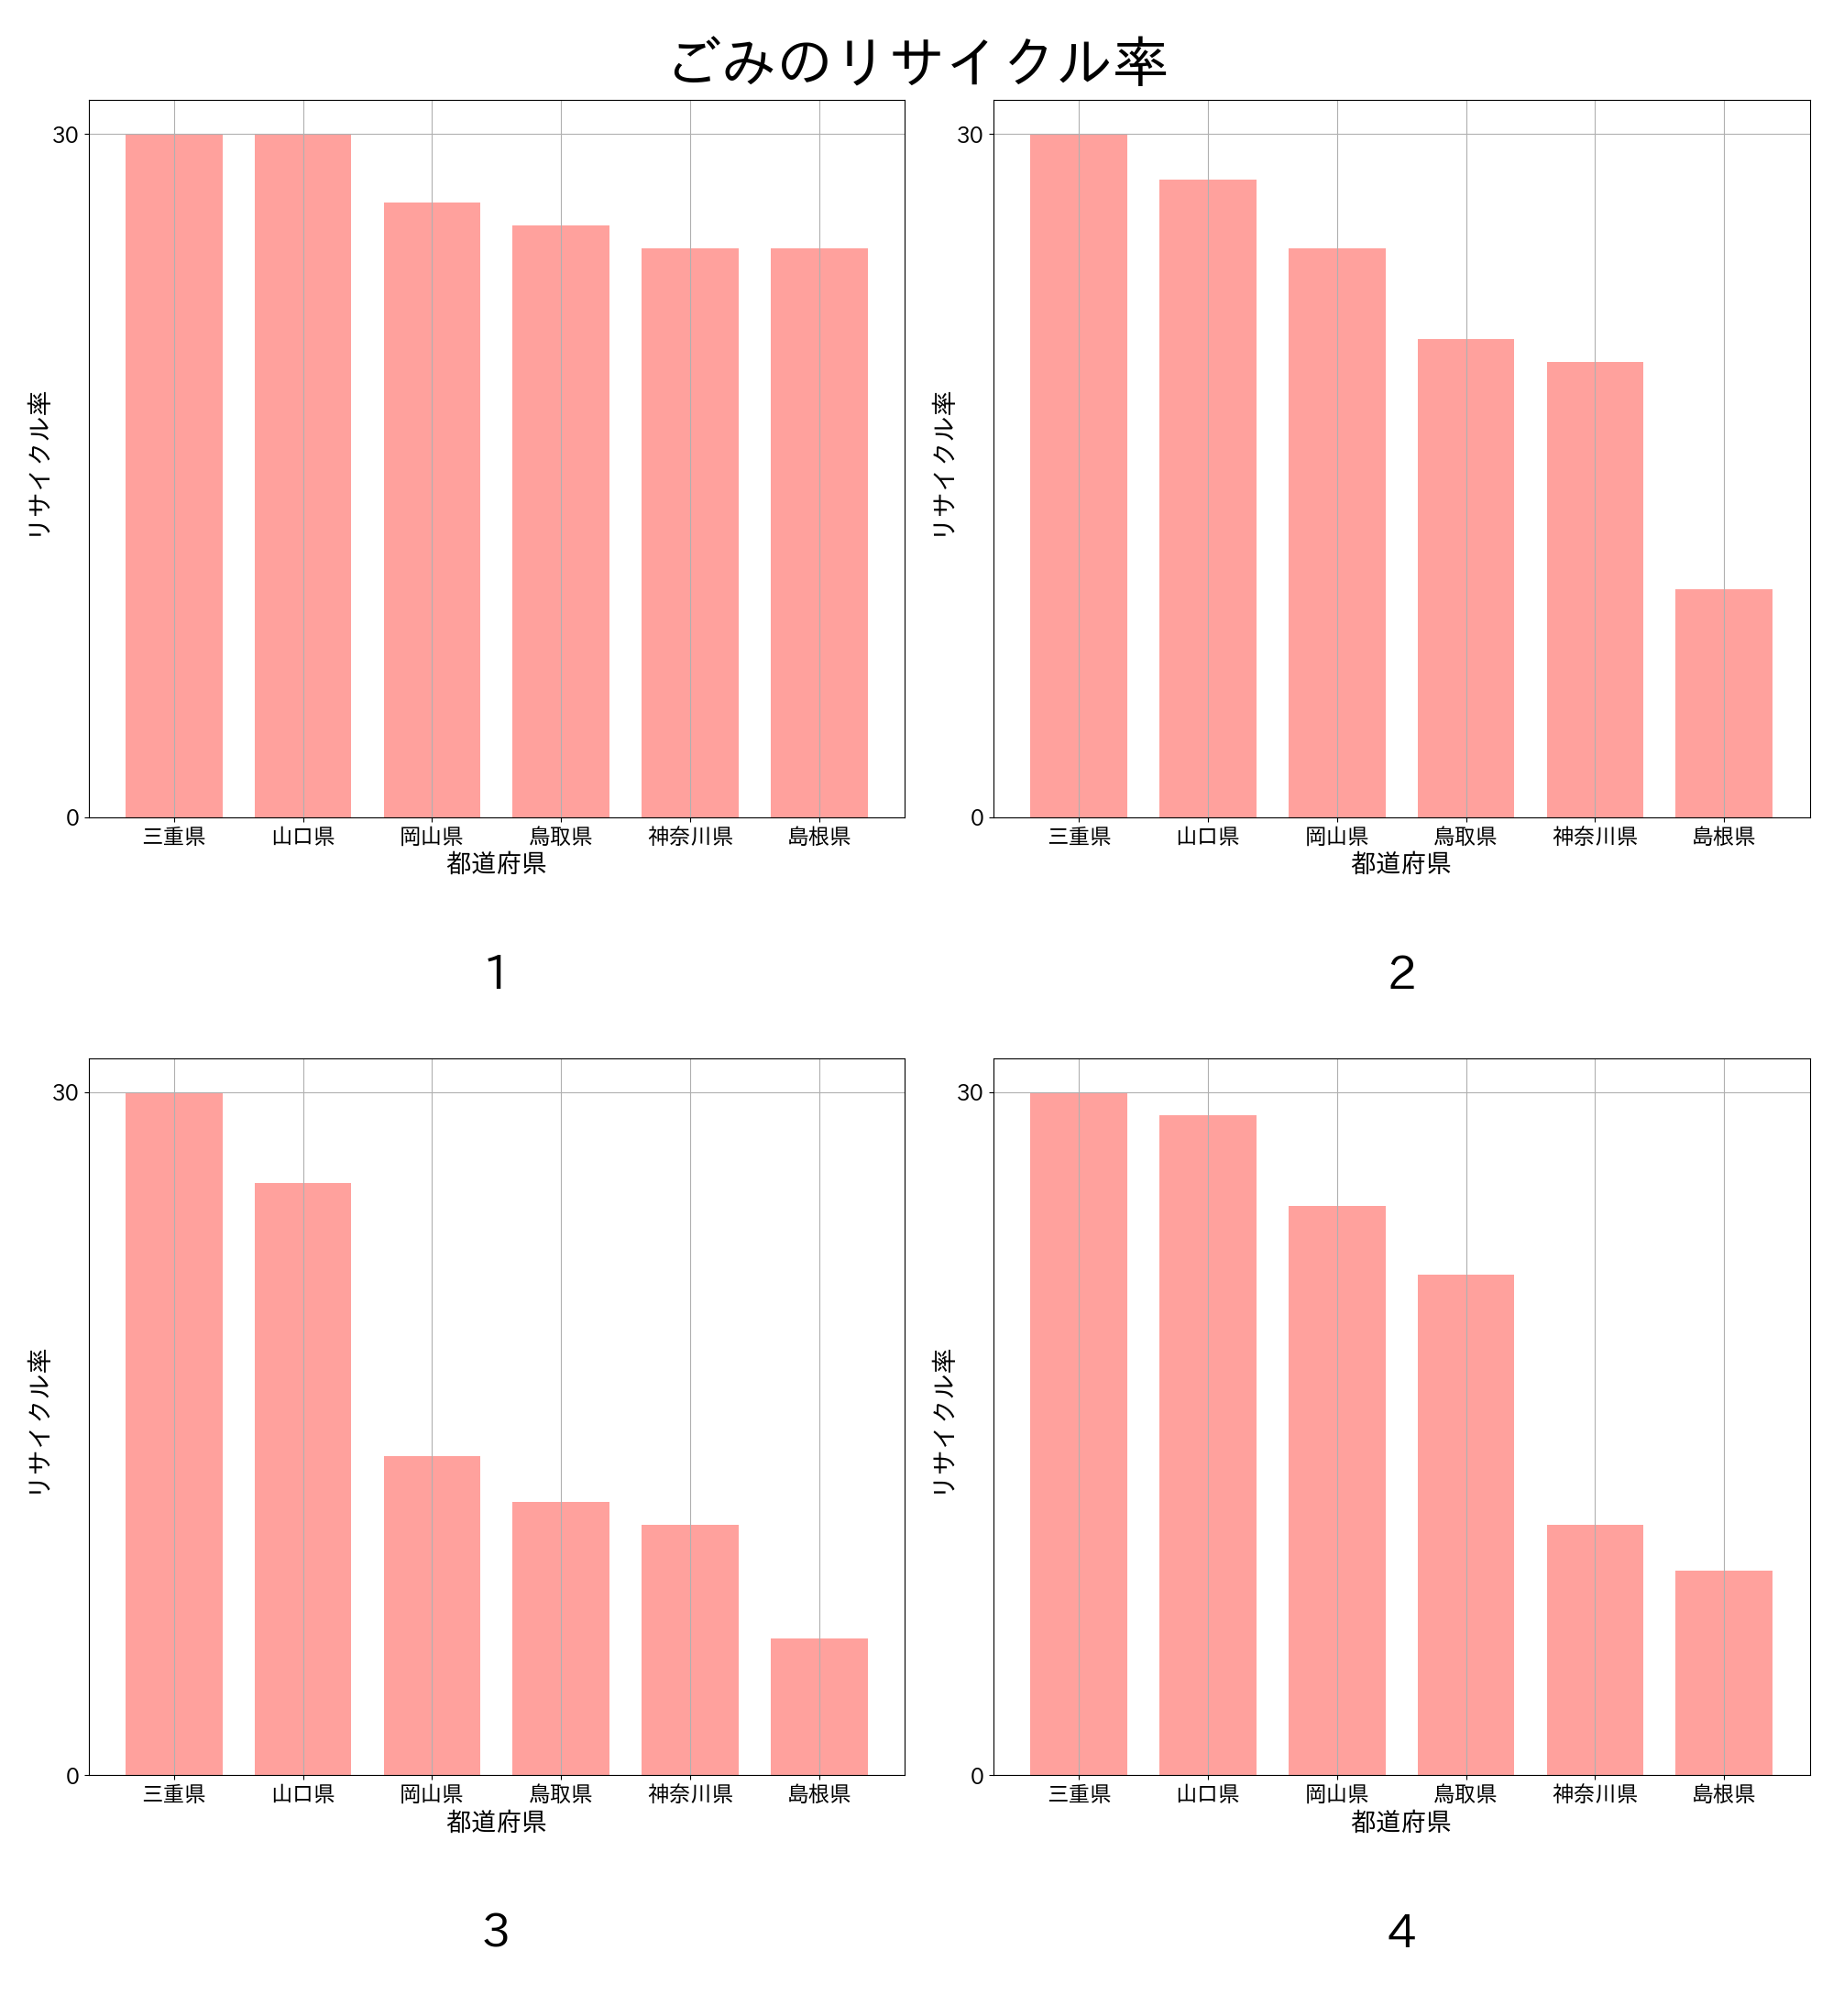 ごみのリサイクル率
30
0
リサイクル率
三重県 山口県 岡山県 鳥取県 神奈川県 島根県
都道府県
1
30
0
リサイクル率
三重県 山口県 岡山県 鳥取県 神奈川県 島根県
都道府県
2
30
0
リサイクル率
三重県 山口県 岡山県 鳥取県 神奈川県 島根県
都道府県
3
30
0
リサイクル率
三重県 山口県 岡山県 鳥取県 神奈川県 島根県
都道府県
4